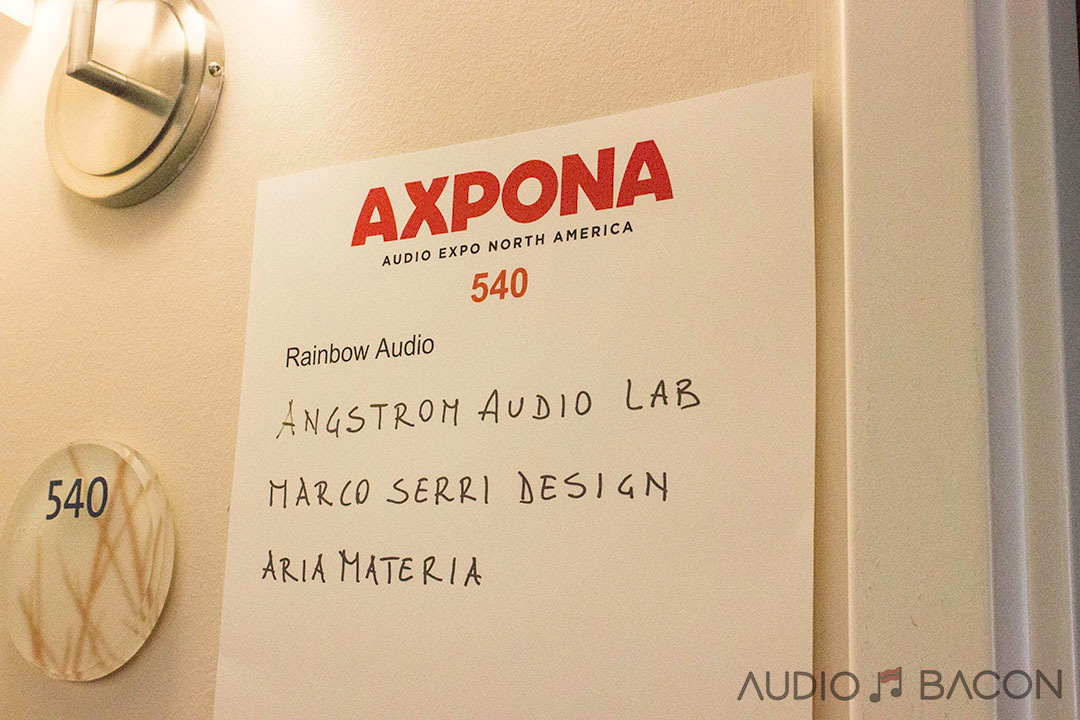 AXPONA
AUDIO EXPO NORTH AMERICA
540
Rainbow Audio
ANGSTROM AUDIO LAB
MARCO SERRI DESIGN
ARIA MATERIA
540
AUDIO BACON